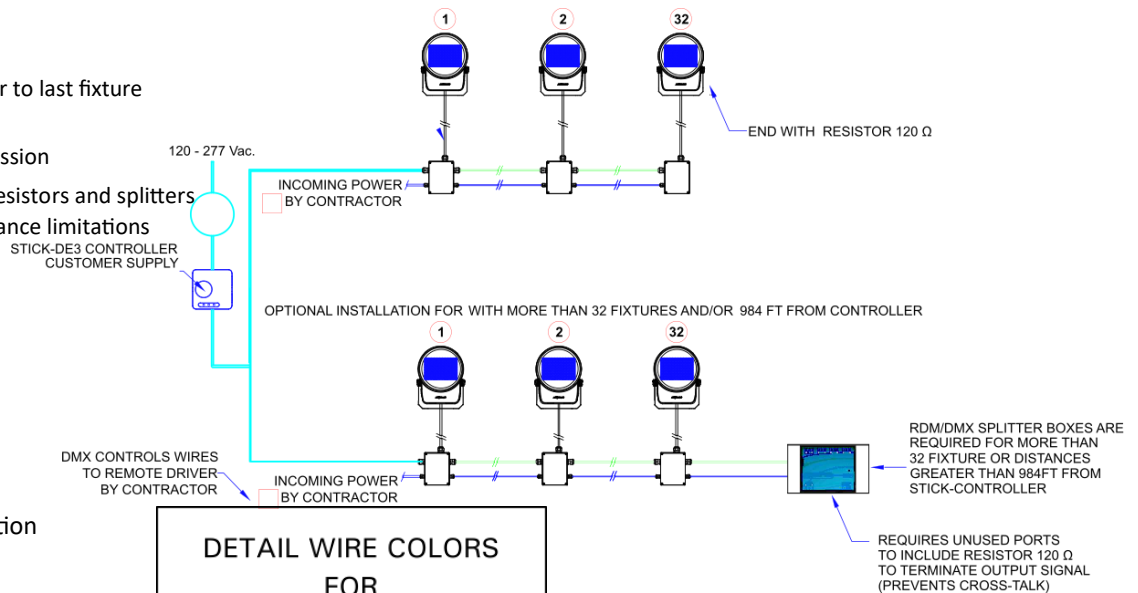 1
2
32
r to last fixture
END WITH RESISTOR 120 Ω
ssion
120 - 277 Vac.
INCOMING POWER
BY CONTRACTOR
esistors and splitters
ance limitations
STICK-DE3 CONTROLLER
CUSTOMER SUPPLY
OPTIONAL INSTALLATION FOR WITH MORE THAN 32 FIXTURES AND/OR 984 FT FROM CONTROLLER
1
2
32
DMX CONTROLS WIRES
TO REMOTE DRIVER
BY CONTRACTOR
INCOMING POWER
BY CONTRACTOR
RDM/DMX SPLITTER BOXES ARE
REQUIRED FOR MORE THAN
32 FIXTURE OR DISTANCES
GREATER THAN 984FT FROM
STICK-CONTROLLER
tion
DETAIL WIRE COLORS
FOR
REQUIRES UNUSED PORTS
TO INCLUDE RESISTOR 120 Ω
TO TERMINATE OUTPUT SIGNAL
(PREVENTS CROSS-TALK)